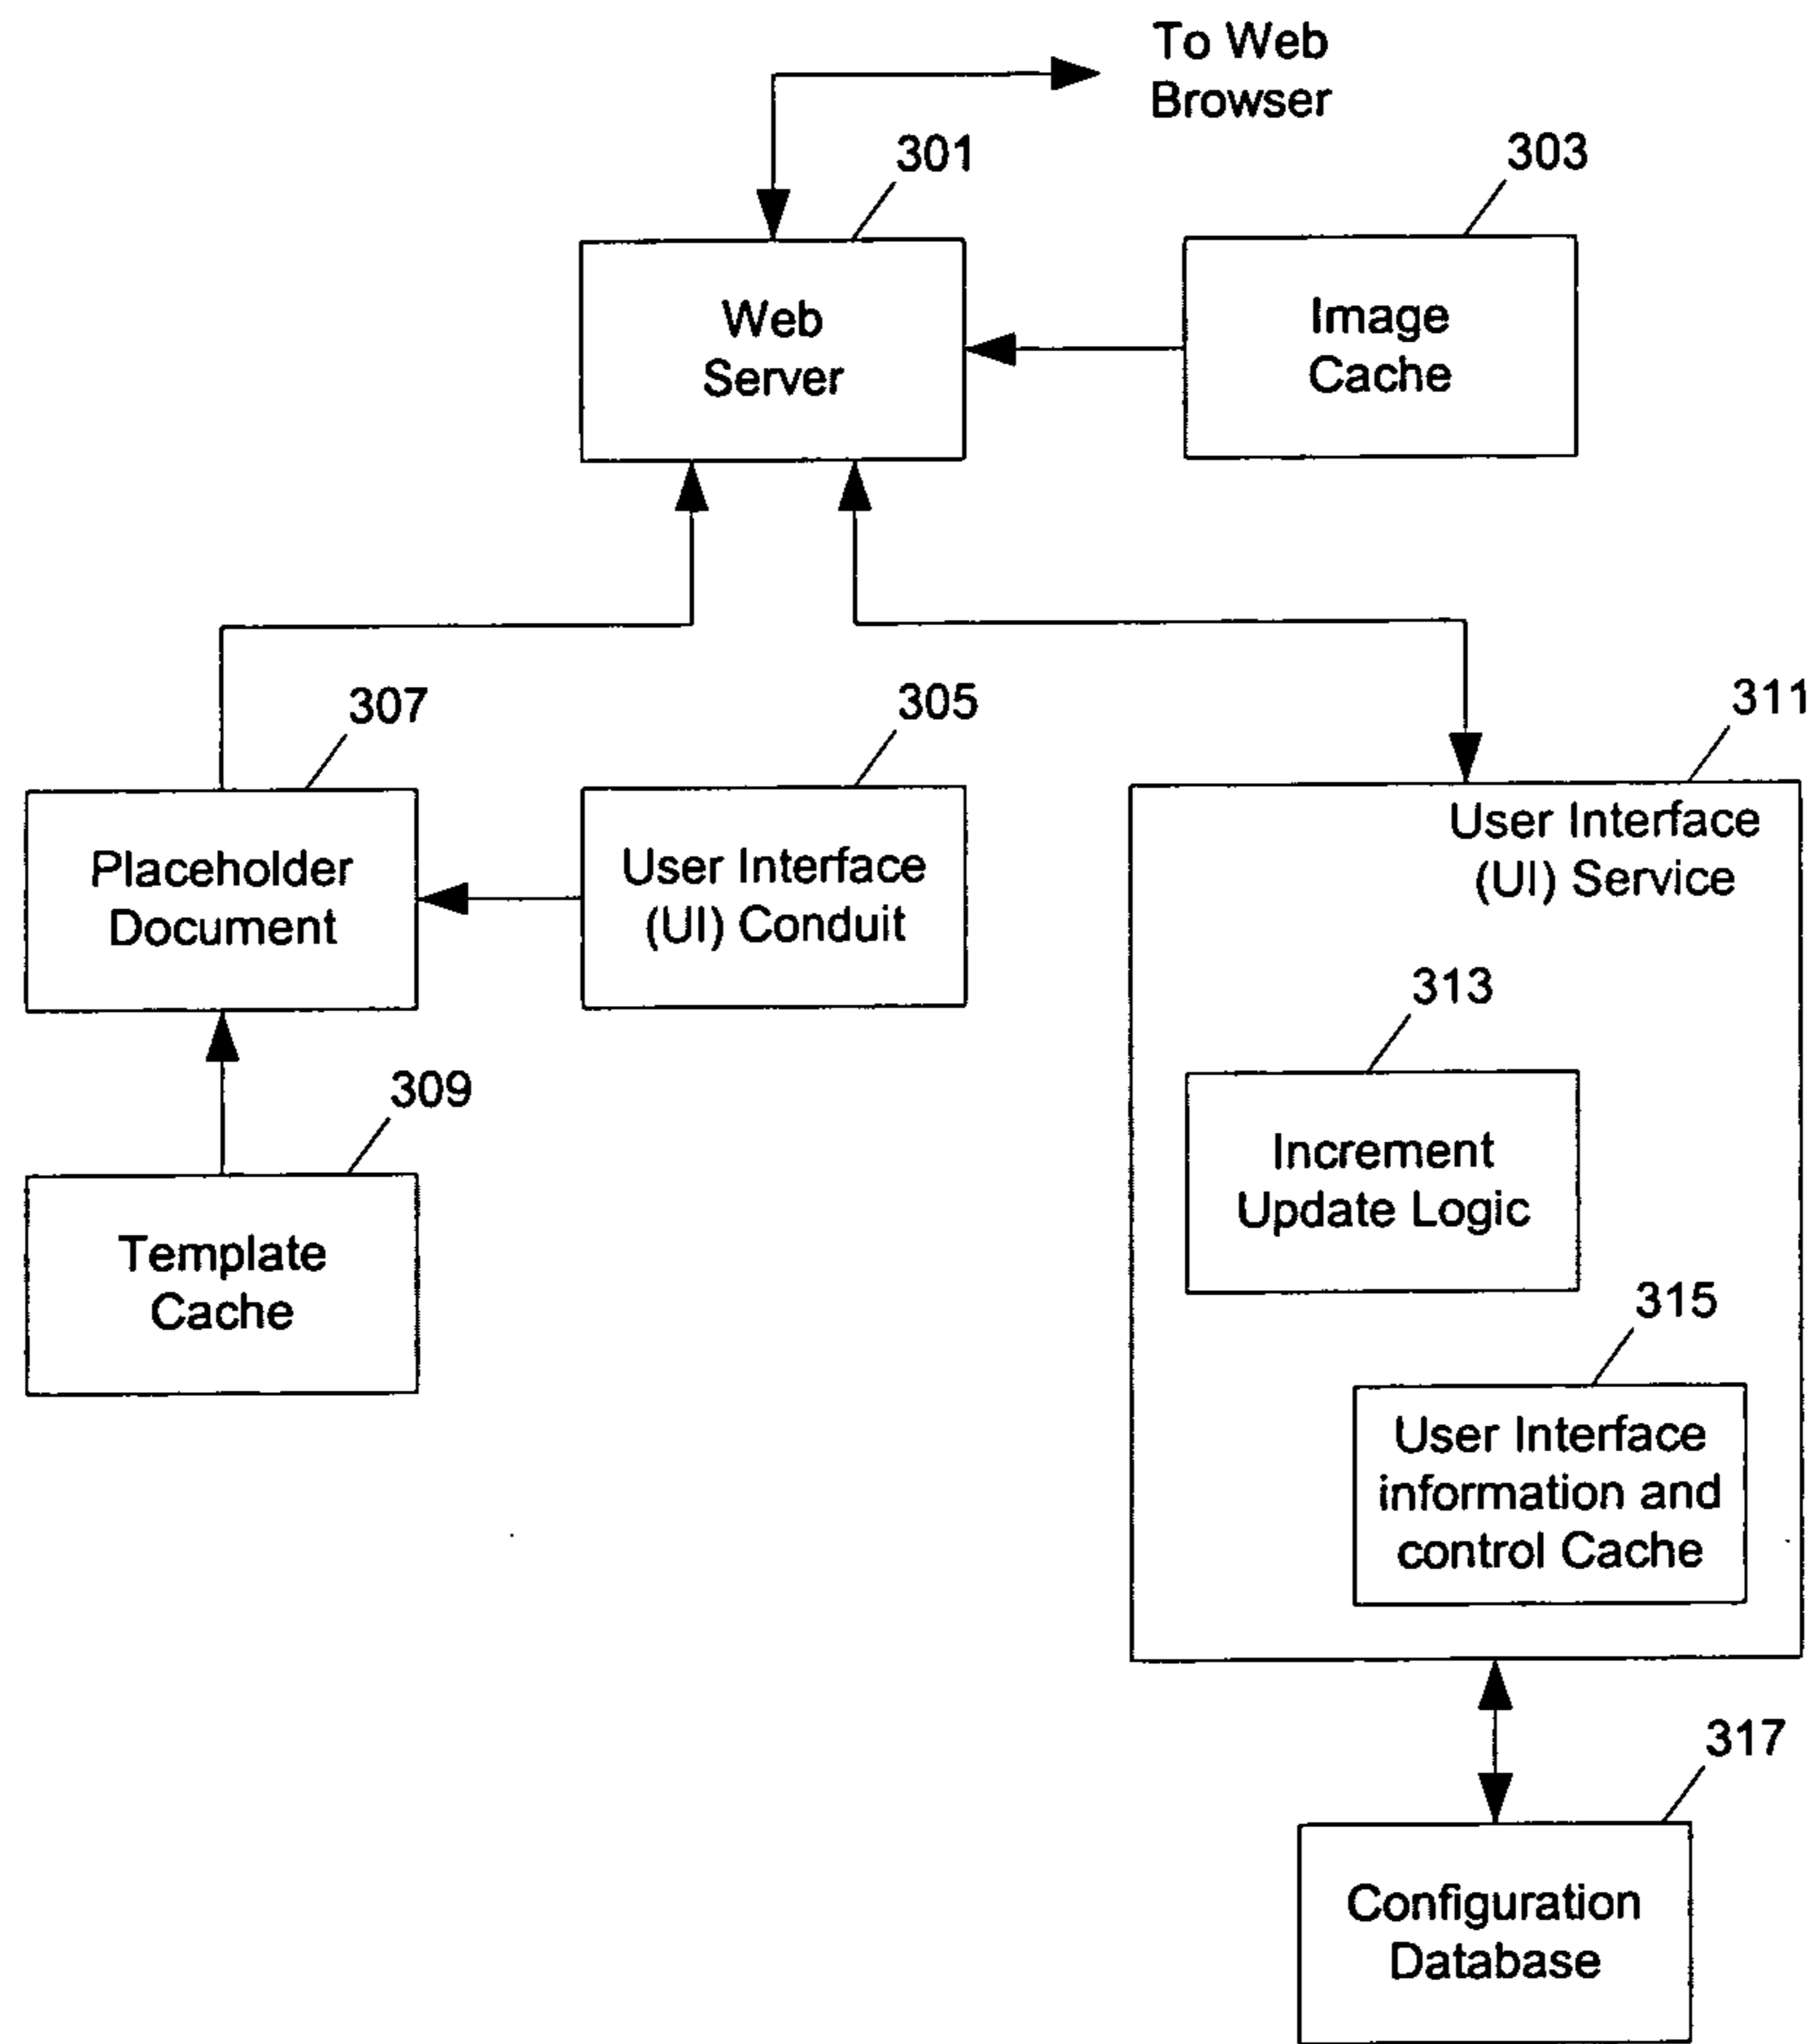 To Web
Browser
301
303
Web
Server
Image
Cache
307
305
311
Placeholder
Document
User Interface
(UI) Conduit
User Interface
(UI) Service
309
313
Template
Cache
Increment
Update Logic
315
User Interface
information and
control Cache
317
Configuration
Database